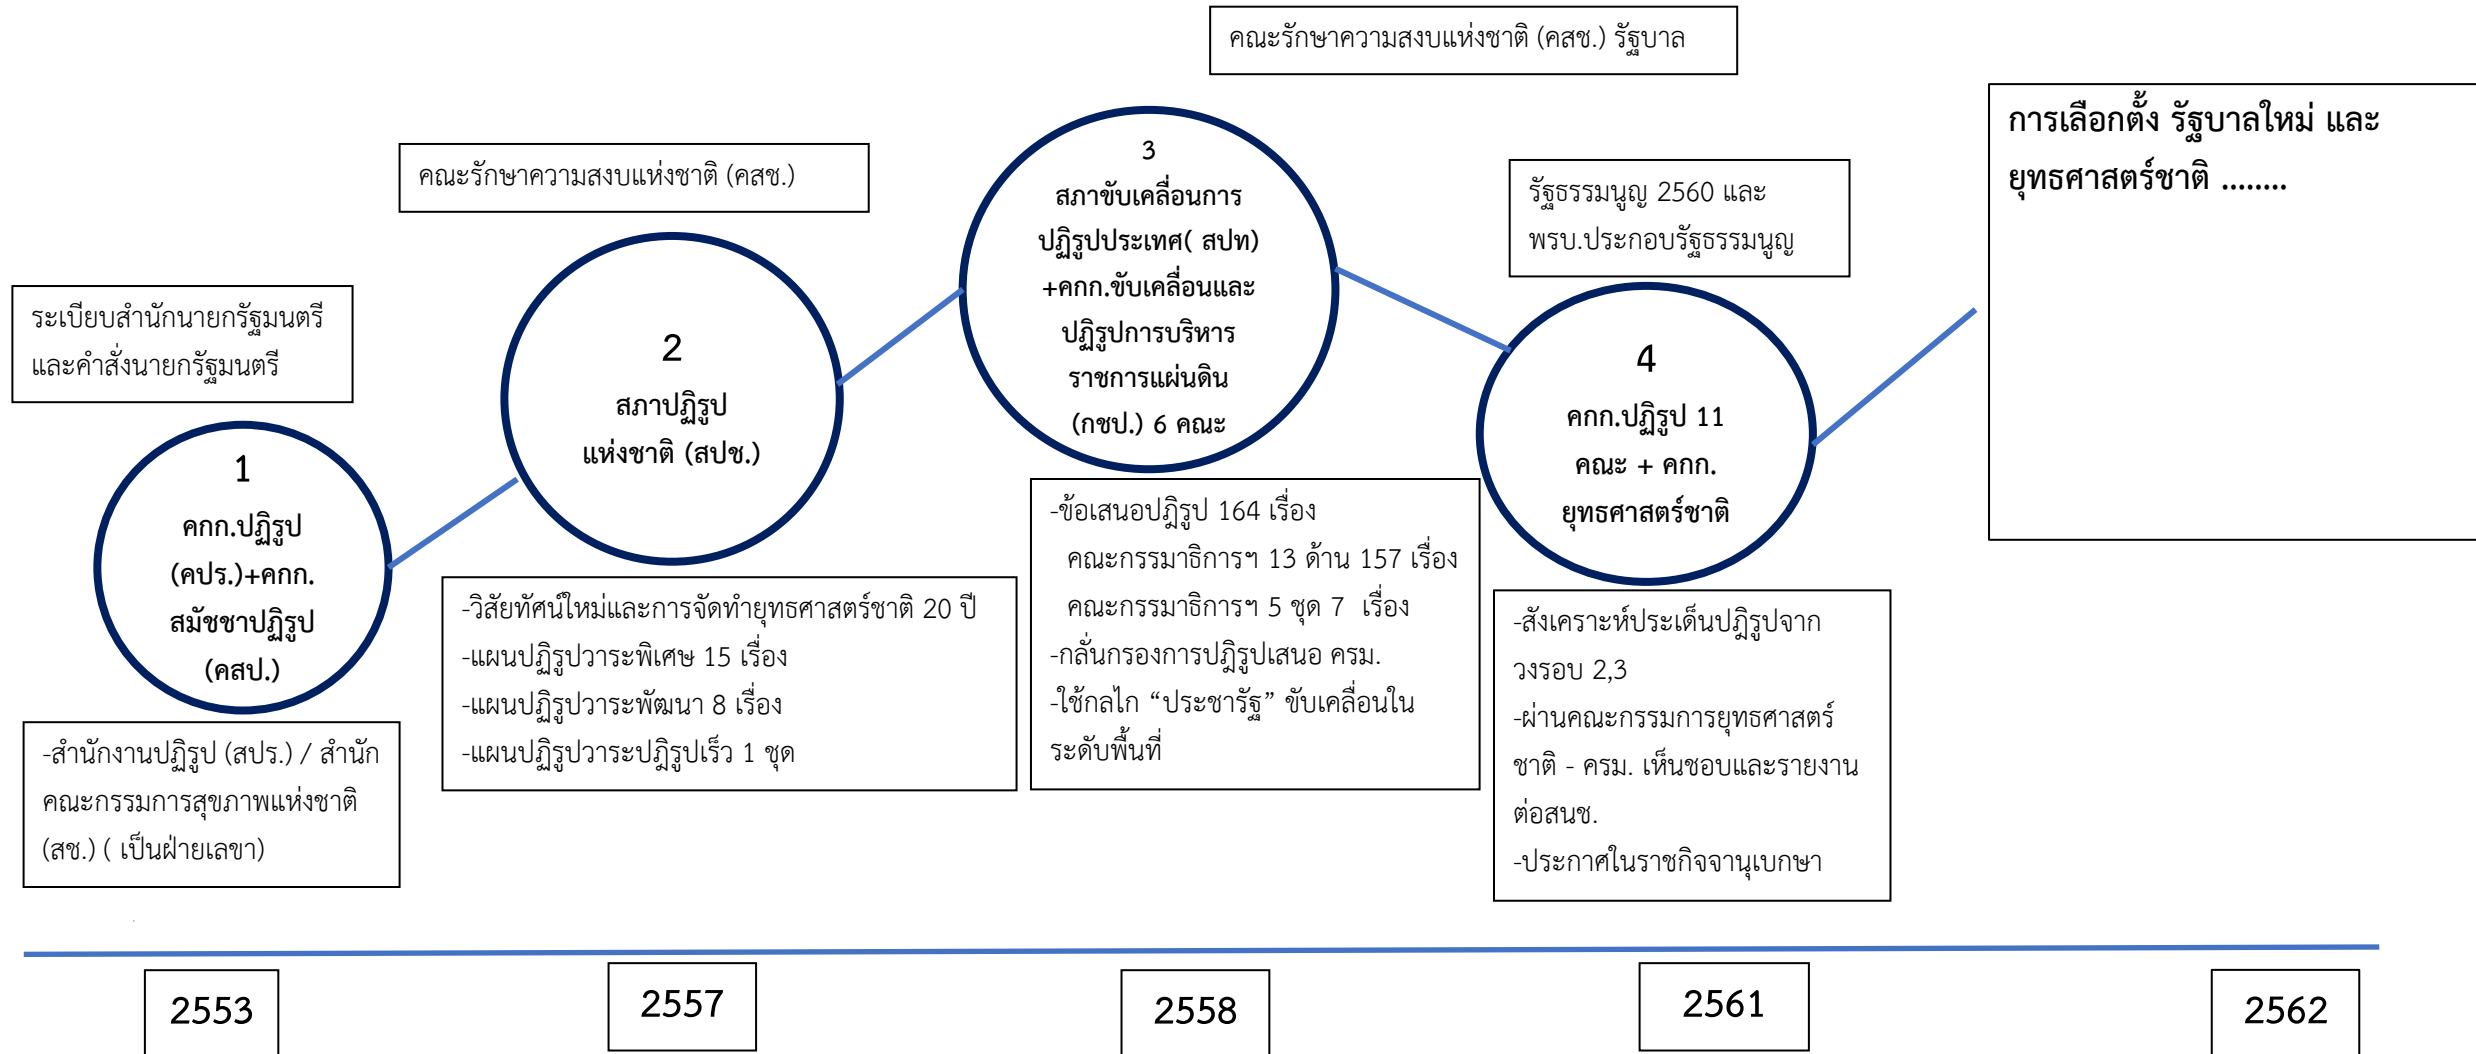 ระเบียบสำนักนายกรัฐมนตรี
และคำสั่งนายกรัฐมนตรี
1
คกก.ปฏิรูป
(คปร.)+คกก.
สมัชชาปฏิรูป
(คสป.)
-สำนักงานปฏิรูป (สปร.) / สำนัก
คณะกรรมการสุขภาพแห่งชาติ
(สช.) ( เป็นฝ่ายเลขา)
คณะรักษาความสงบแห่งชาติ (คสช.)
2
สภาปฏิรูป
แห่งชาติ (สปช.)
-วิสัยทัศน์ใหม่และการจัดทำยุทธศาสตร์ชาติ 20 ปี
-แผนปฏิรูปวาระพิเศษ 15 เรื่อง
-แผนปฏิรูปวาระพัฒนา 8 เรื่อง
-แผนปฏิรูปวาระปฎิรูปเร็ว 1 ชุด
คณะรักษาความสงบแห่งชาติ (คสช.) รัฐบาล
3
สภาขับเคลื่อนการ
ปฏิรูปประเทศ( สปท)
+คกก.ขับเคลื่อนและ
ปฏิรูปการบริหาร
ราชการแผ่นดิน
(กขป.) 6 คณะ
-ข้อเสนอปฎิรูป 164 เรื่อง
คณะกรรมาธิการฯ 13 ด้าน 157 เรื่อง
คณะกรรมาธิการฯ 5 ชุด 7 เรื่อง
-กลั่นกรองการปฎิรูปเสนอ ครม.
-ใช้กลไก “ประชารัฐ” ขับเคลื่อนใน
ระดับพื้นที่
รัฐธรรมนูญ 2560 และ
พรบ.ประกอบรัฐธรรมนูญ
4
คกก.ปฏิรูป 11
คณะ + คกก.
ยุทธศาสตร์ชาติ
-สังเคราะห์ประเด็นปฎิรูปจาก
วงรอบ 2,3
-ผ่านคณะกรรมการยุทธศาสตร์
ชาติ - ครม. เห็นชอบและรายงาน
ต่อสนช.
-ประกาศในราชกิจจานุเบกษา
การเลือกตั้ง รัฐบาลใหม่ และ
ยุทธศาสตร์ชาติ ........
2553
2557
2558
2561
2562